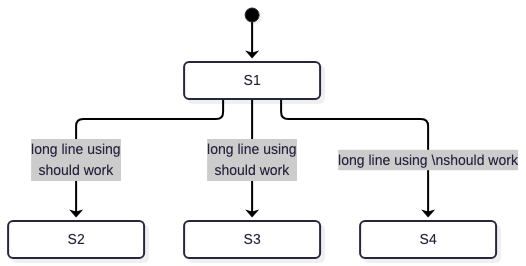 S1
long line using
should work
long line using
should work
long line using \nshould work
S2
S3
S4